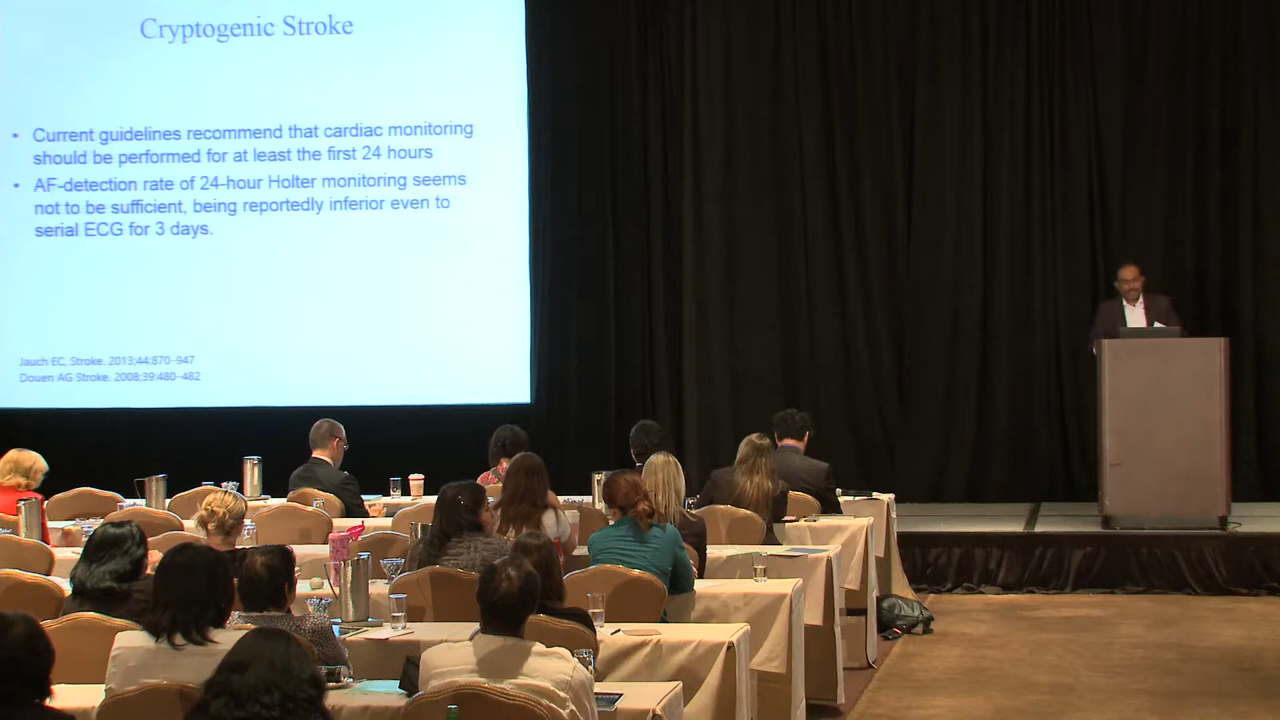 Cryptogenic Stroke
• Current guidelines recommend that cardiac monitoring
should be performed for at least the first 24 hours
• AF-detection rate of 24-hour Holter monitoring seems
not to be sufficient, being reportedly inferior even to
serial ECG for 3 days.
Jauch EC, Stroke. 2013;44:870-947
Douen AG Stroke. 2008;39:480-482